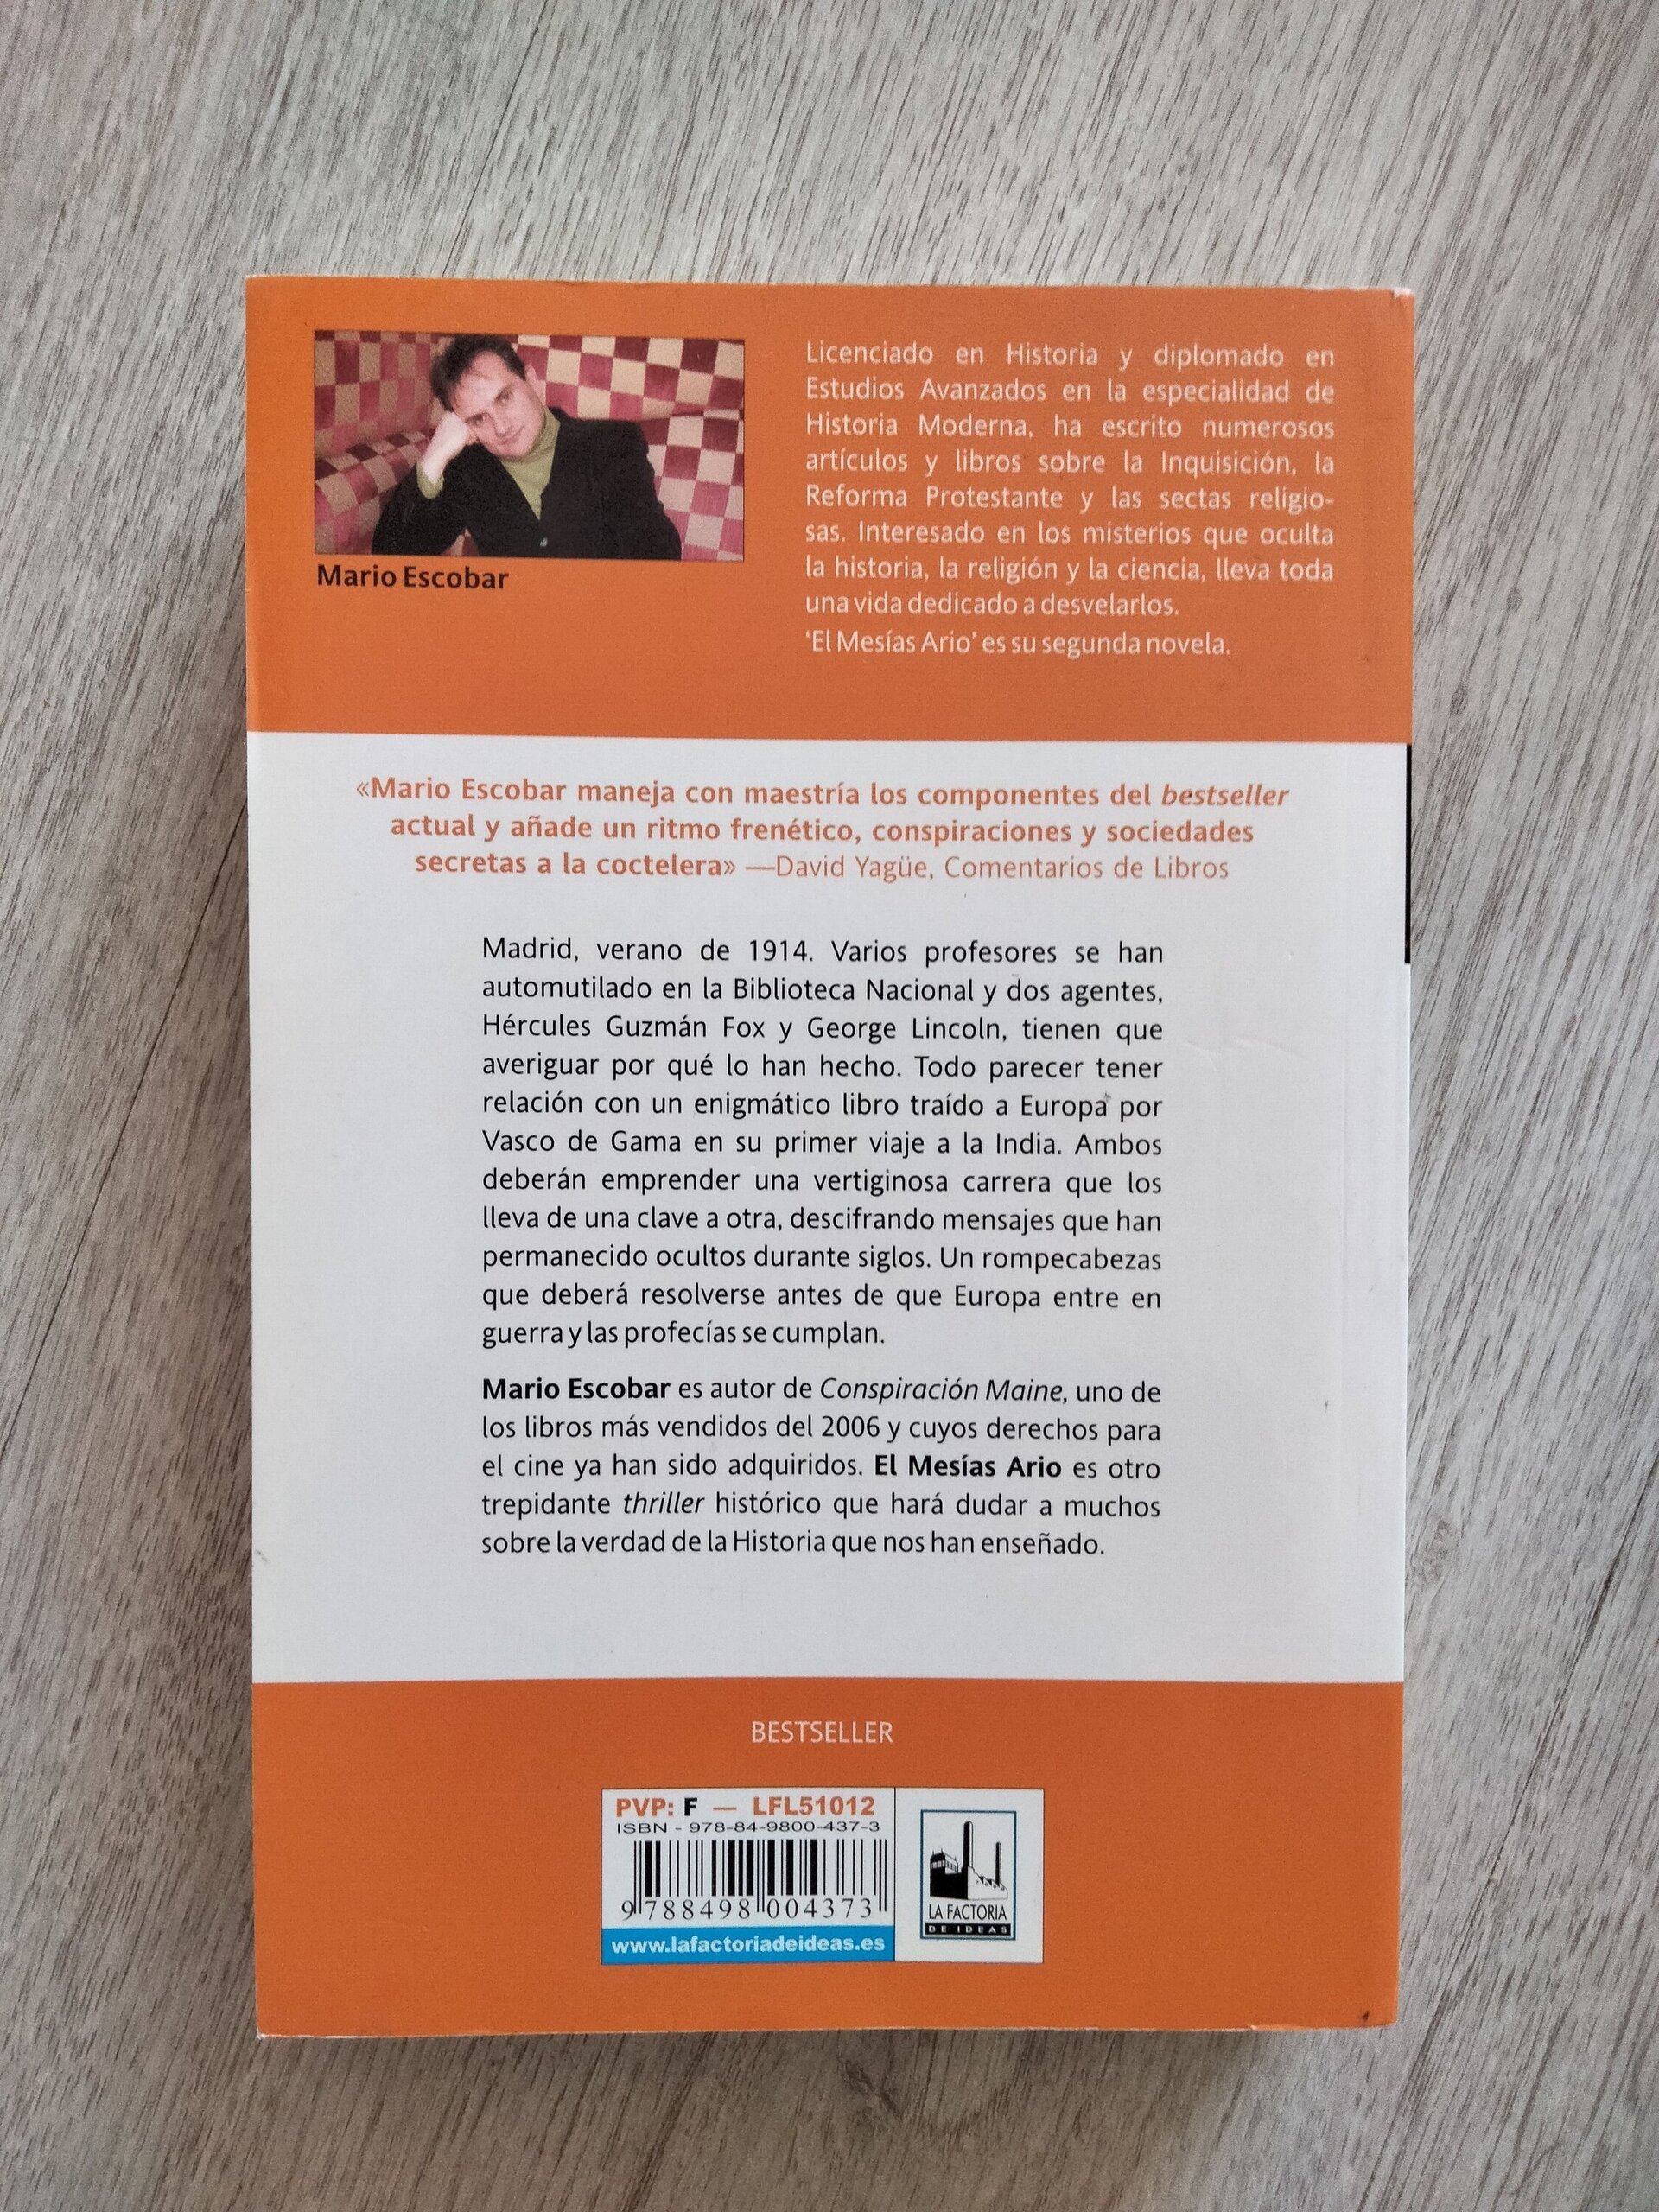 Mario Escobar
Licenciado en Historia y diplomado en
Estudios Avanzados en la especialidad de
Historia Moderna, ha escrito numerosos
artículos y libros sobre la Inquisición, la
Reforma Protestante y las sectas religio-
sas. Interesado en los misterios que oculta
la historia, la religión y la ciencia, lleva toda
una vida dedicado a desvelarlos.
‘El Mesías Ario’ es su segunda novela.
«Mario Escobar maneja con maestría los componentes del bestseller
actual y añade un ritmo frenético, conspiraciones y sociedades
secretas a la coctelera» —David Yagüe, Comentarios de Libros
Madrid, verano de 1914. Varios profesores se han
automutilado en la Biblioteca Nacional y dos agentes,
Hércules Guzmán Fox y George Lincoln, tienen que
averiguar por qué lo han hecho. Todo parecer tener
relación con un enigmático libro traído a Europa por
Vasco de Gama en su primer viaje a la India. Ambos
deberán emprender una vertiginosa carrera que los
lleva de una clave a otra, descifrando mensajes que han
permanecido ocultos durante siglos. Un rompecabezas
que deberá resolverse antes de que Europa entre en
guerra y las profecías se cumplan.
Mario Escobar es autor de Conspiración Maine, uno de
los libros más vendidos del 2006 y cuyos derechos para
el cine ya han sido adquiridos. El Mesías Ario es otro
trepidante thriller histórico que hará dudar a muchos
sobre la verdad de la Historia que nos han enseñado.
BESTSELLER
PVP: F — LFL51012
ISBN - 978-84-9800-437-3
9 788498 004373
www.lafactoriadeideas.es
LA FACTORIA
DE IDEAS